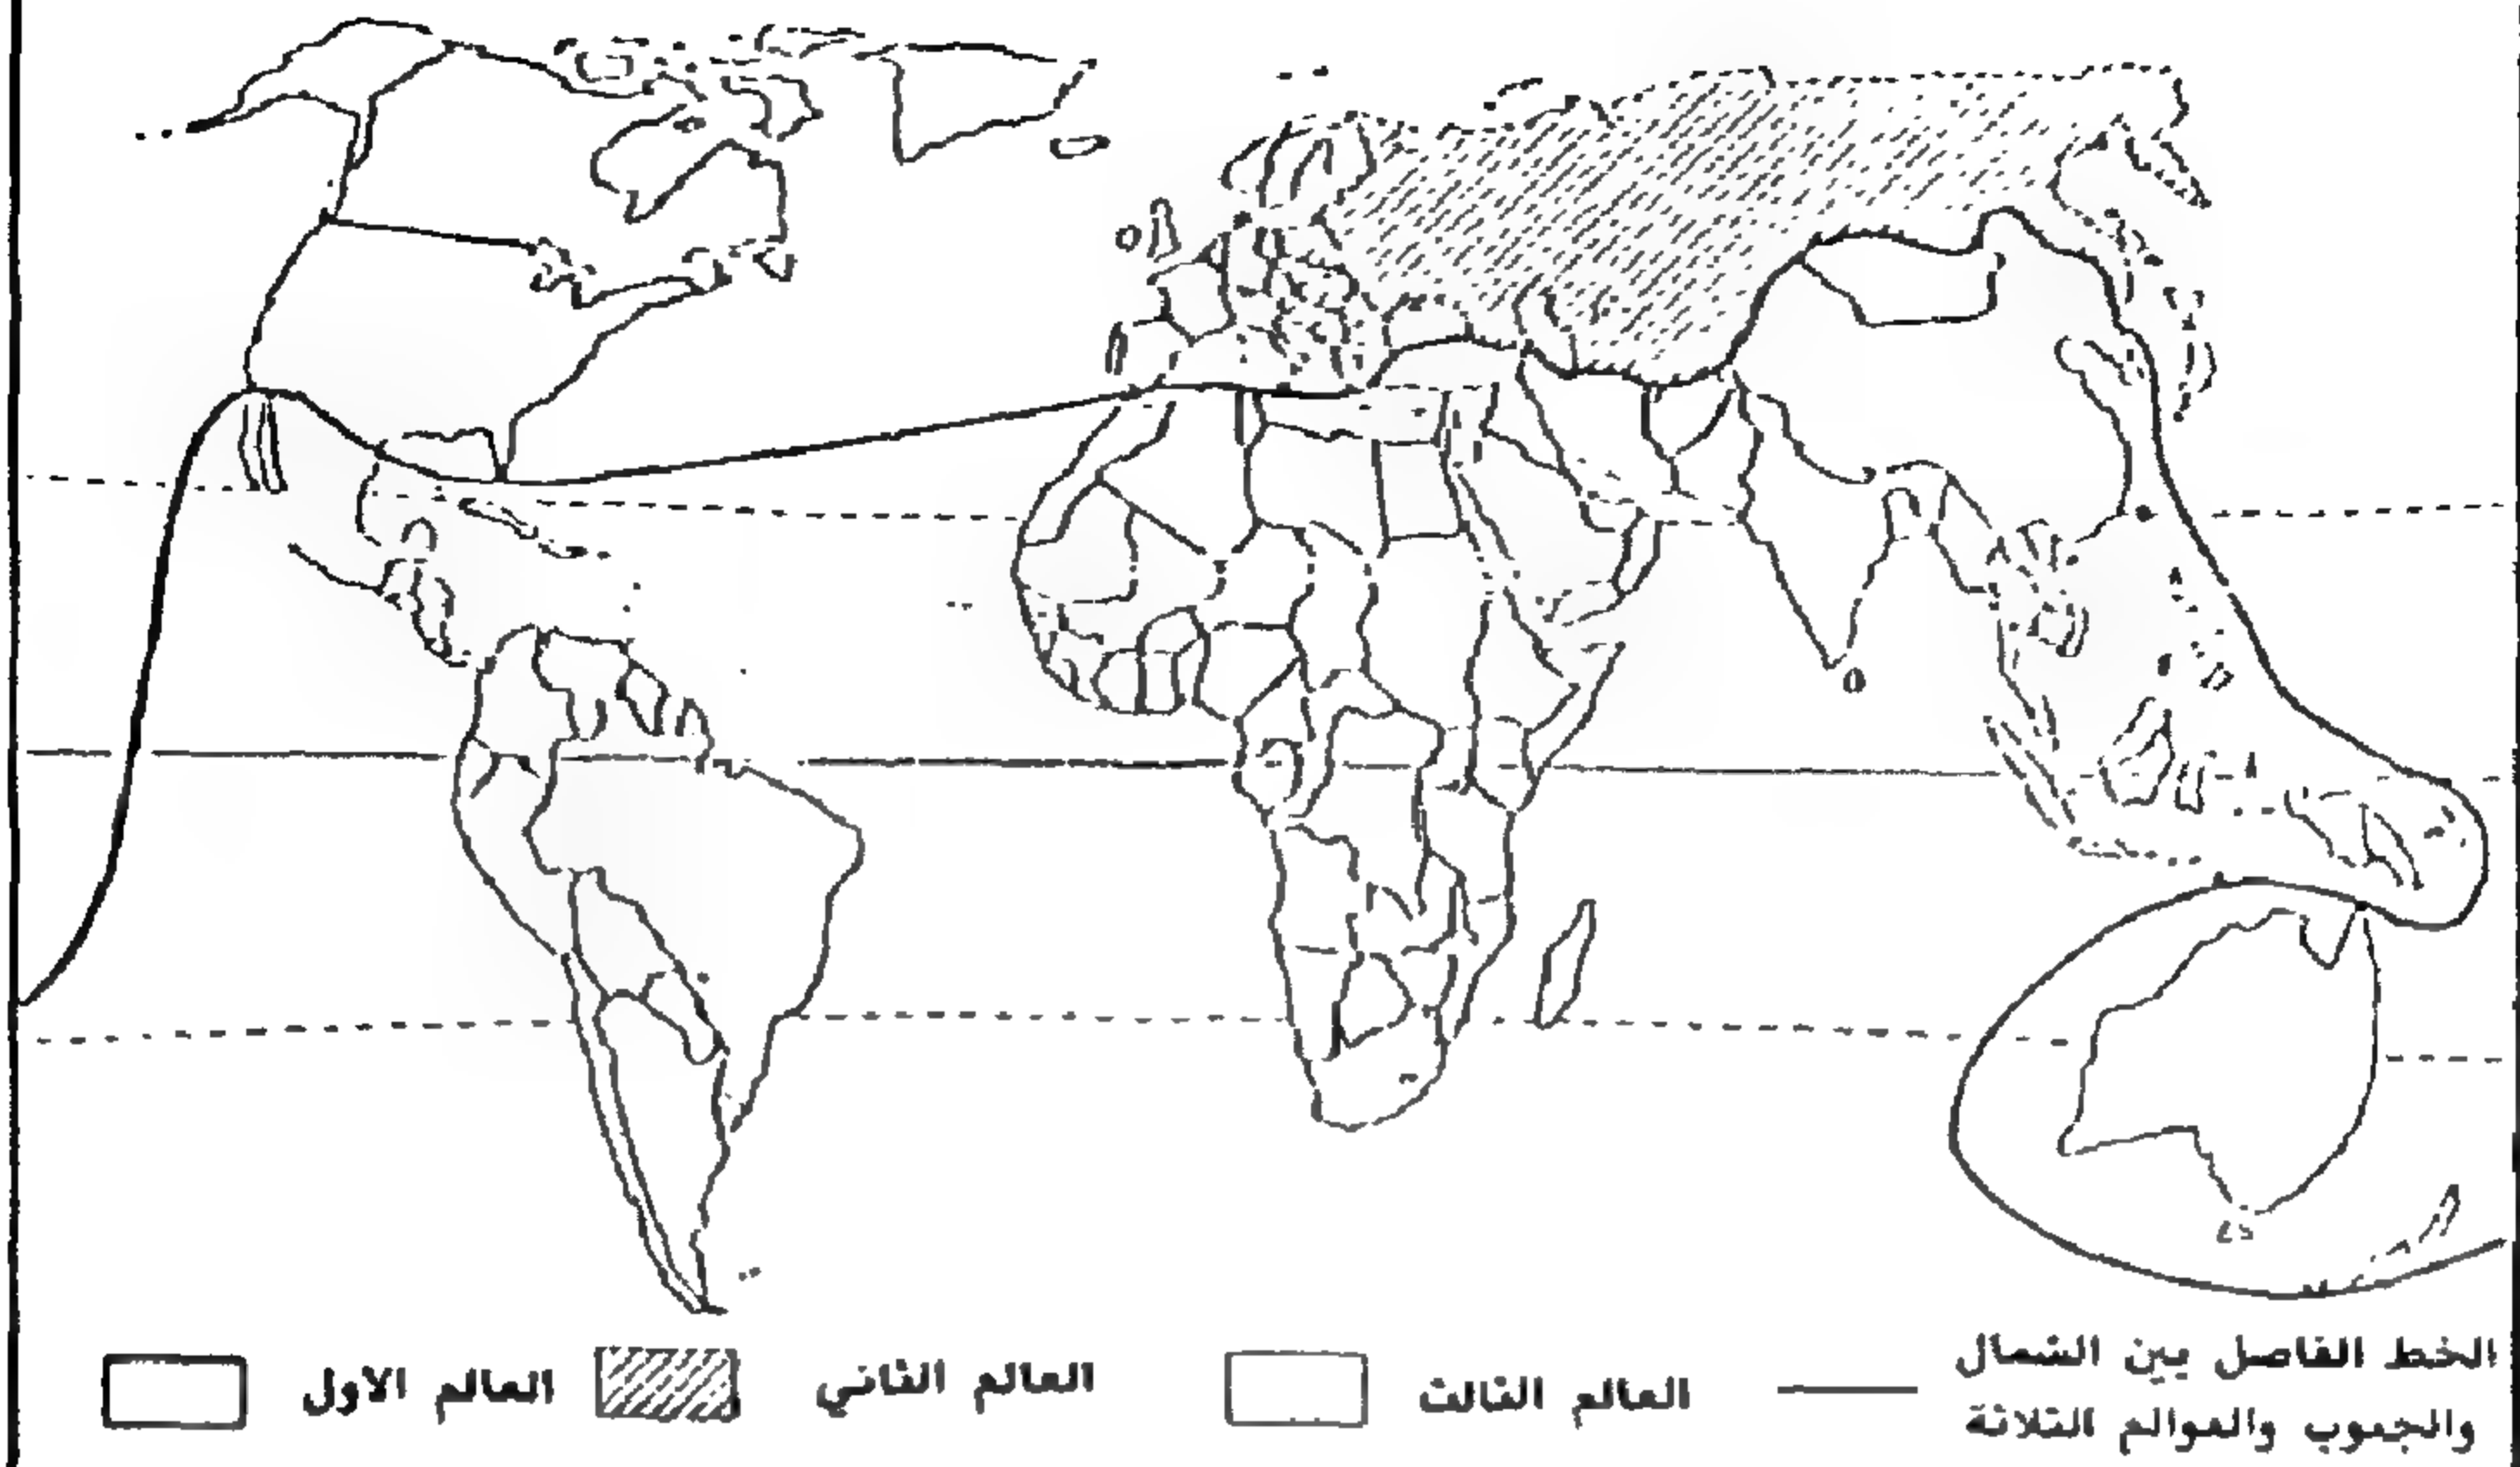 الخط الفاصل بين الشمال
والجنوب والعوالم الثلاثة
العالم الثالث
العالم الثاني
العالم الاول